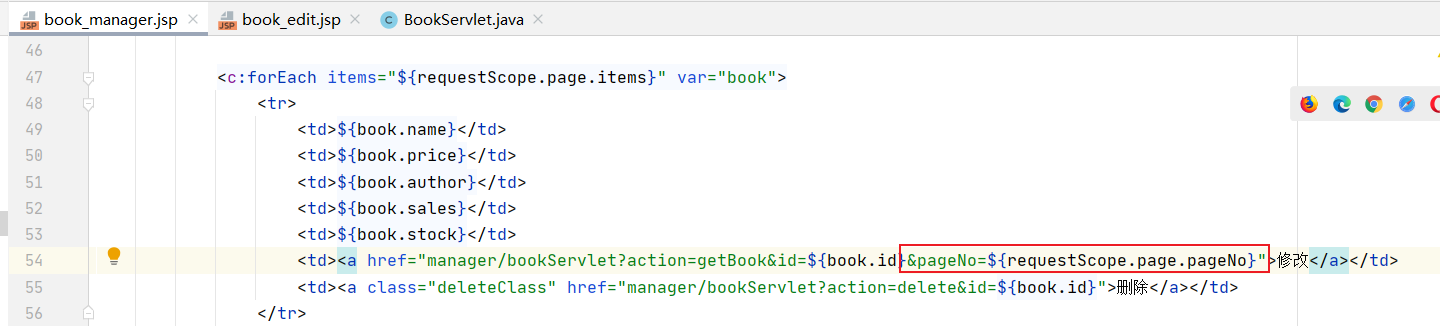 book_manager.jsp book_edit.jsp BookServlet.java
46
47 <c:forEach items="${requestScope.page.items}" var="book">
48 <tr>
49 <td>${book.name}</td>
50 <td>${book.price}</td>
51 <td>${book.author}</td>
52 <td>${book.sales}</td>
53 <td>${book.stock}</td>
54 <td><a href="manager/bookServlet?action=getBook&id=${book.id}&pageNo=${requestScope.page.pageNo}">修改</a></td>
55 <td><a class="deleteClass" href="manager/bookServlet?action=delete&id=${book.id}">删除</a></td>
56 </tr>